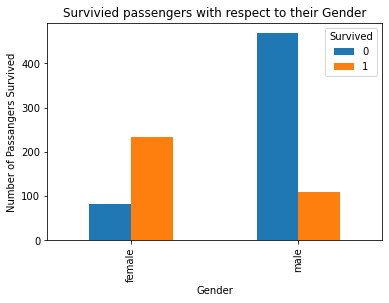 Survivied passengers with respect to their Gender
Survived
0
1
400
300
200
100
0
Number of Passangers Survived
female
male
Gender